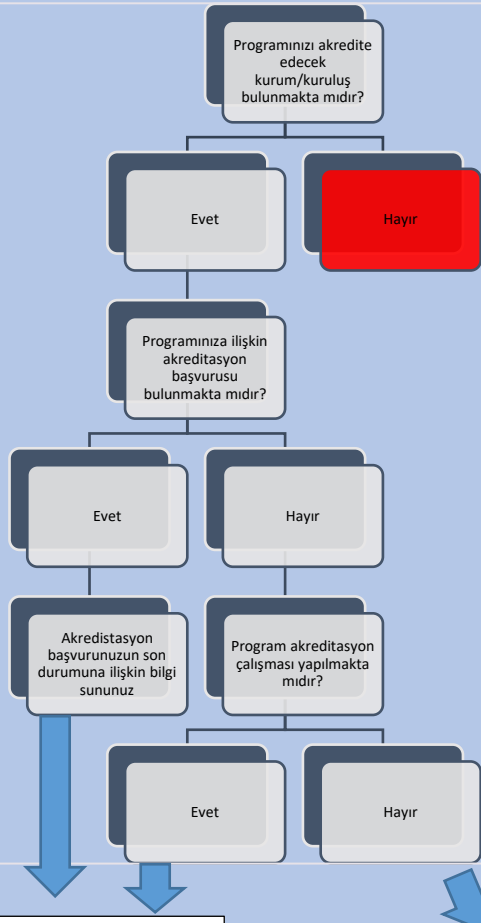 Programınızı akredite
edecek
kurum/kuruluş
bulunmakta mıdır?
Evet
Hayır
Programınıza ilişkin
akreditasyon
başvurusu
bulunmakta mıdır?
Evet
Hayır
Akredistasyon
başvurunuzun son
durumuna ilişkin bilgi
sununuz
Program akreditasyon
çalışması yapılmakta
mıdır?
Evet
Hayır